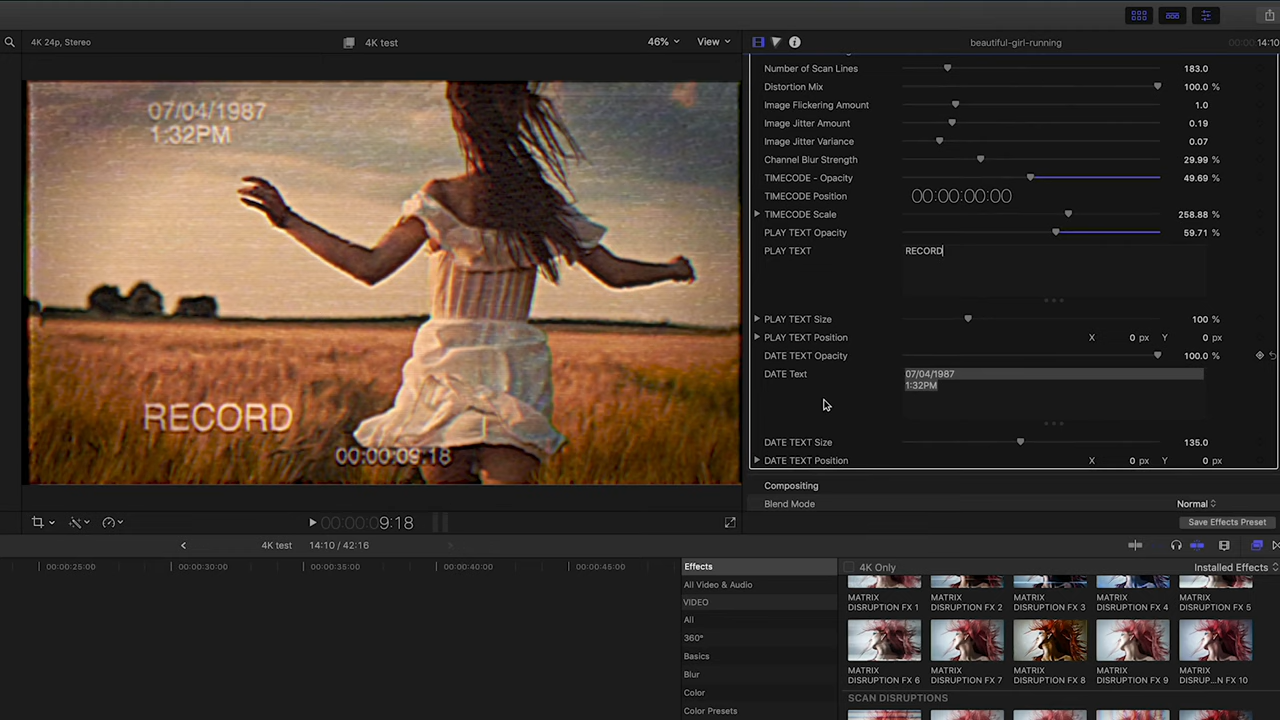 4K 24p, Stereo
4K test
46%
View
beautiful-girl-running
00:00:14:10
07/04/1987
1:32PM
RECORD
00:00:09:18
Number of Scan Lines 183.0
Distortion Mix 100.0 %
Image Flickering Amount 1.0
Image Jitter Amount 0.19
Image Jitter Variance 0.07
Channel Blur Strength 29.99 %
TIMECODE - Opacity 49.69 %
TIMECODE Position 00:00:00:00
TIMECODE Scale 258.88 %
PLAY TEXT Opacity 59.71 %
PLAY TEXT RECORD
PLAY TEXT Size 100 %
PLAY TEXT Position X 0 px Y 0 px
DATE TEXT Opacity 100.0 %
DATE Text 07/04/1987
1:32PM
DATE TEXT Size 135.0
DATE TEXT Position X 0 px Y 0 px
Compositing
Blend Mode Normal
Save Effects Preset
00:00:09:18
4K test 14:10 / 42:16
00:00:25:00 00:00:30:00 00:00:35:00 00:00:40:00 00:00:45:00
Effects
All Video & Audio
VIDEO
All
360°
Basics
Blur
Color
Color Presets
4K Only
Installed Effects
MATRIX DISRUPTION FX 1
MATRIX DISRUPTION FX 2
MATRIX DISRUPTION FX 3
MATRIX DISRUPTION FX 4
MATRIX DISRUPTION FX 5
MATRIX DISRUPTION FX 6
MATRIX DISRUPTION FX 7
MATRIX DISRUPTION FX 8
MATRIX DISRUPTION FX 9
MATRIX DISRUP...N FX 10
SCAN DISRUPTIONS